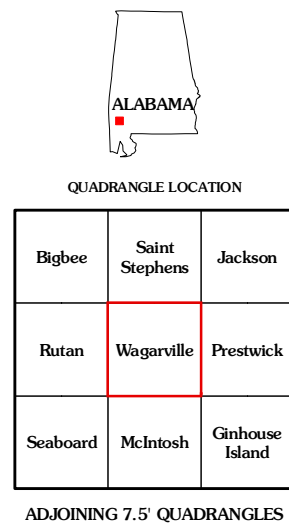 ALABAMA
QUADRANGLE LOCATION
Bigbee
Saint
Stephens
Jackson
Rutan
Wagarville
Prestwick
Seaboard
McIntosh
Ginhouse
Island
ADJOINING 7.5' QUADRANGLES